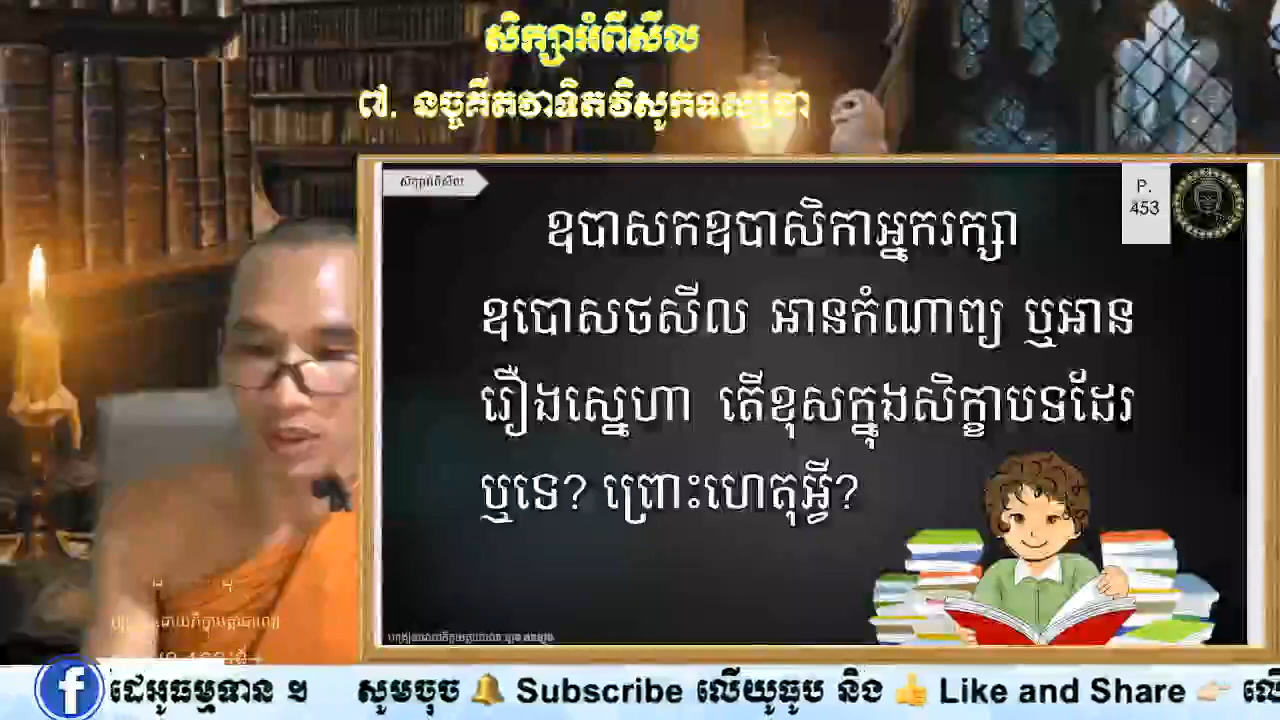 សិក្សាអំពីសីល
៧. នច្ចគីតវាទិតវិសូកទស្សនា
សិក្សាអំពីសីល
P.
453
ឧបាសកឧបាសិកាអ្នករក្សា
ឧបោសថសីល អានកំណាព្យ ឬអាន
រឿងស្នេហា តើខុសក្នុងសិក្ខាបទដែរ
ឬទេ? ព្រោះហេតុអ្វី?
ដេអូធម្មទាន ។ សូមចុច 🔔 Subscribe លើយូធូប និង 👍 Like and Share 👉 លើ